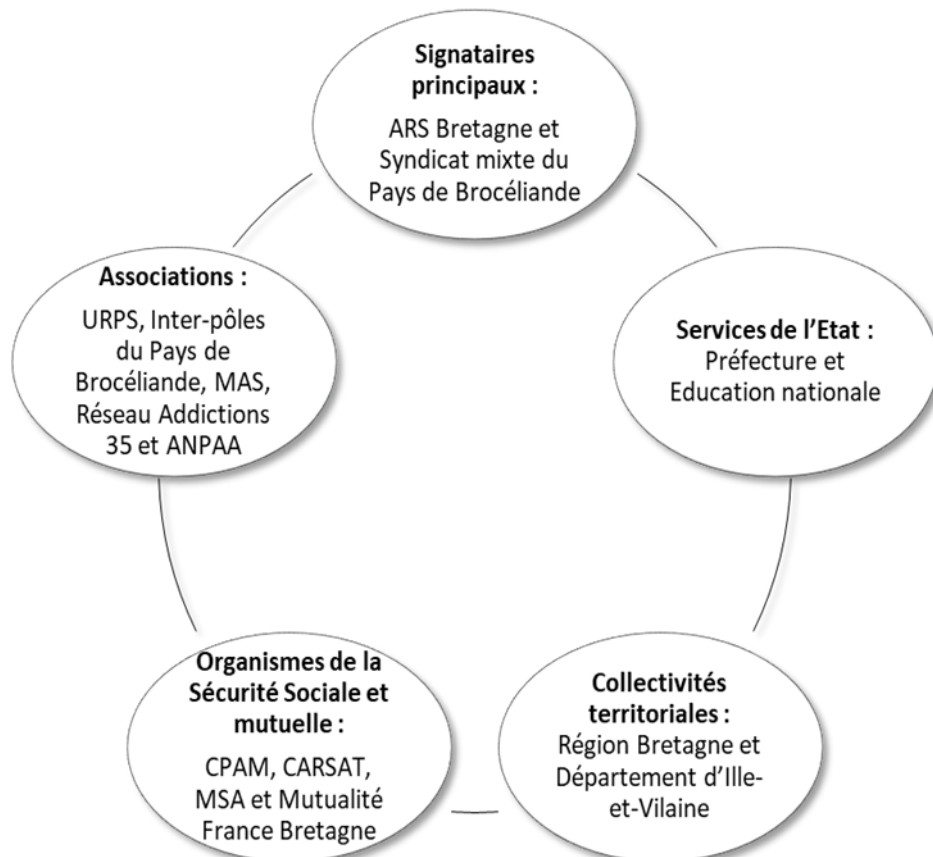 Signataires
principaux :
ARS Bretagne et
Syndicat mixte du
Pays de Brocéliande
Associations :
URPS, Inter-pôles
du Pays de
Brocéliande, MAS,
Réseau Addictions
35 et ANPAA
Services de l’Etat :
Préfecture et
Education nationale
Organismes de la
Sécurité Sociale et
mutuelle :
CPAM, CARSAT,
MSA et Mutualité
France Bretagne
Collectivités
territoriales :
Région Bretagne et
Département d’Ille-
et-Vilaine